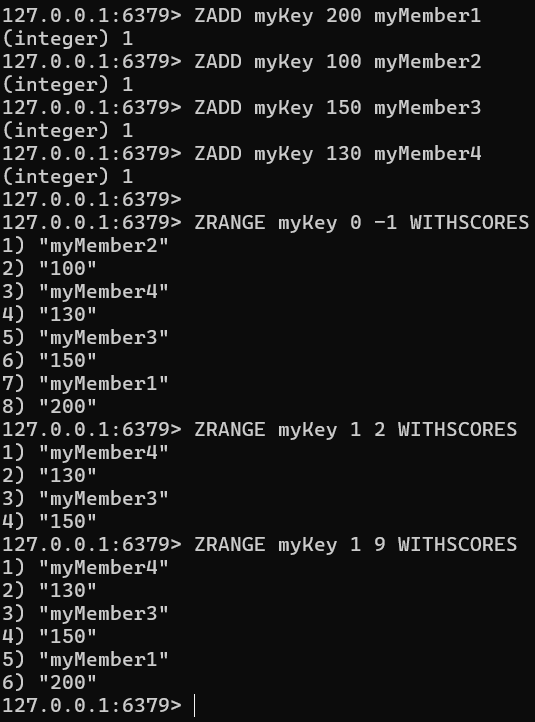 127.0.0.1:6379> ZADD myKey 200 myMember1
(integer) 1
127.0.0.1:6379> ZADD myKey 100 myMember2
(integer) 1
127.0.0.1:6379> ZADD myKey 150 myMember3
(integer) 1
127.0.0.1:6379> ZADD myKey 130 myMember4
(integer) 1
127.0.0.1:6379>
127.0.0.1:6379> ZRANGE myKey 0 -1 WITHSCORES
1) "myMember2"
2) "100"
3) "myMember4"
4) "130"
5) "myMember3"
6) "150"
7) "myMember1"
8) "200"
127.0.0.1:6379> ZRANGE myKey 1 2 WITHSCORES
1) "myMember4"
2) "130"
3) "myMember3"
4) "150"
127.0.0.1:6379> ZRANGE myKey 1 9 WITHSCORES
1) "myMember4"
2) "130"
3) "myMember3"
4) "150"
5) "myMember1"
6) "200"
127.0.0.1:6379>